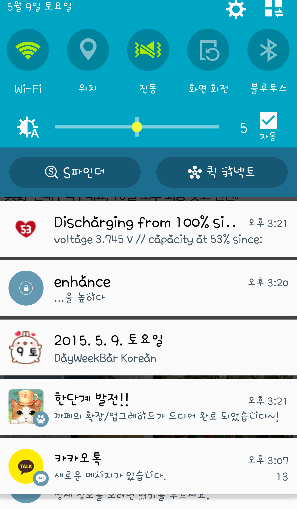 5월 9일 토요일
Wi-Fi 위치 진동 화면 회전 블루투스
A 5 자동
S파인더 퀵 커넥트
53 Discharging from 100% si.. 오후 3:21
voltage 3.745 V // capacity at 53% since:
enhance 오후 3:20
...을 높이다
9 토 2015. 5. 9. 토요일
DayWeekBar Korean
한단계 발전!! 오후 3:21
까페의 확장/업그레이드가 드디어 완료 되었습니다~!
TALK 카카오톡 오후 3:07
새로운 메시지가 있습니다. 13